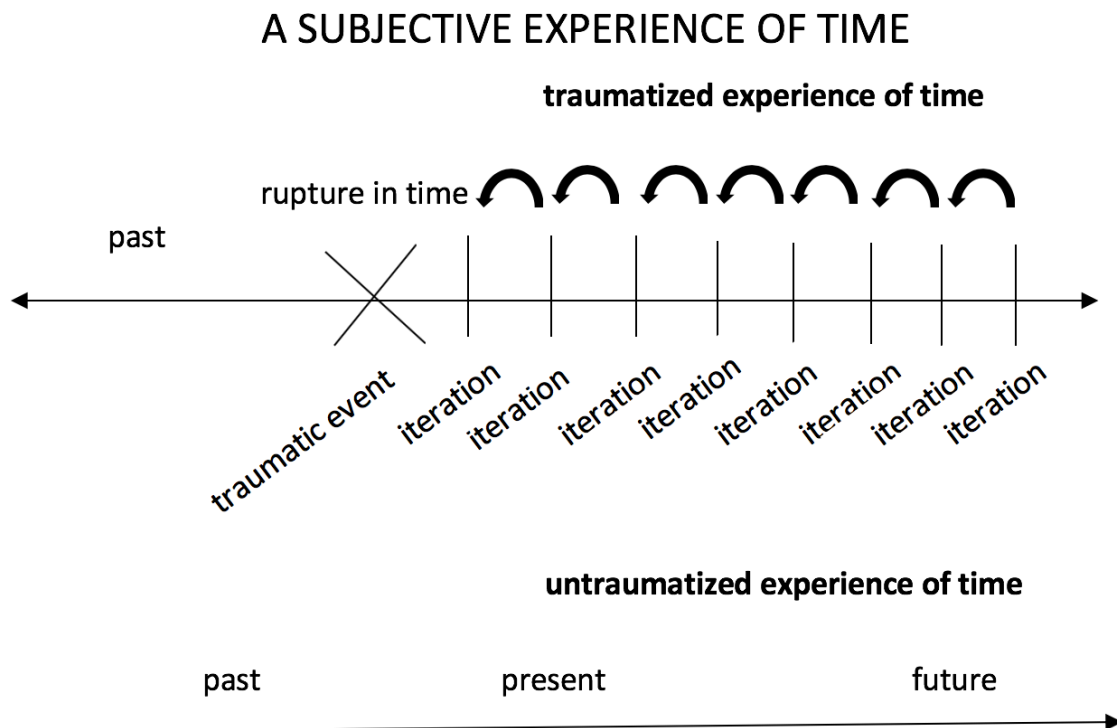 A SUBJECTIVE EXPERIENCE OF TIME
traumatized experience of time
rupture in time
past
traumatic event
iteration
iteration
iteration
iteration
iteration
iteration
iteration
iteration
untraumatized experience of time
past present future